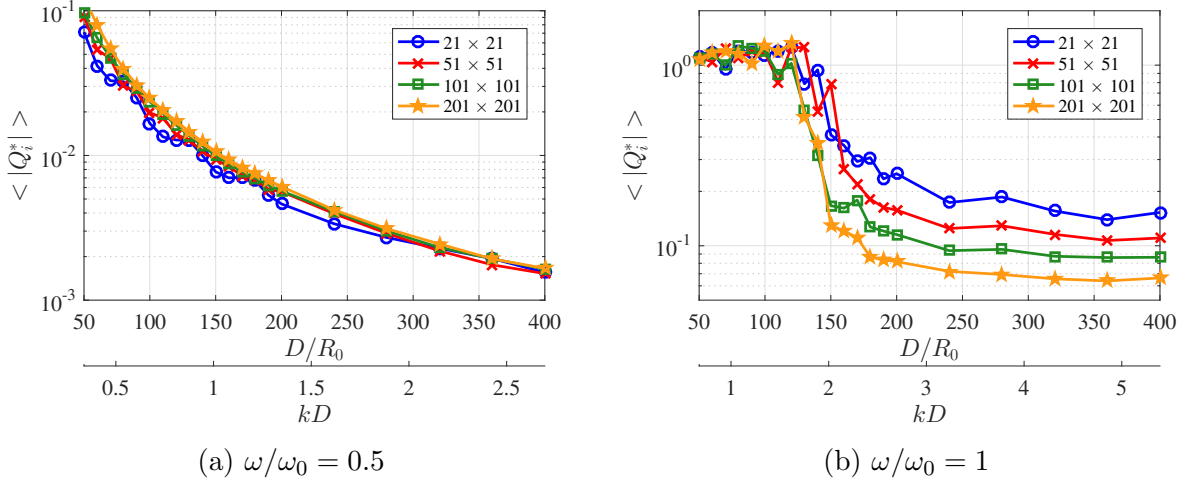 10^{-1}
10^{-2}
10^{-3}
< |Q_i^*| >
21 × 21
51 × 51
101 × 101
201 × 201
50 100 150 200 250 300 350 400
D/R_0
0.5 1 1.5 2 2.5
kD
(a) ω/ω_0 = 0.5
10^0
10^{-1}
< |Q_i^*| >
21 × 21
51 × 51
101 × 101
201 × 201
50 100 150 200 250 300 350 400
D/R_0
1 2 3 4 5
kD
(b) ω/ω_0 = 1